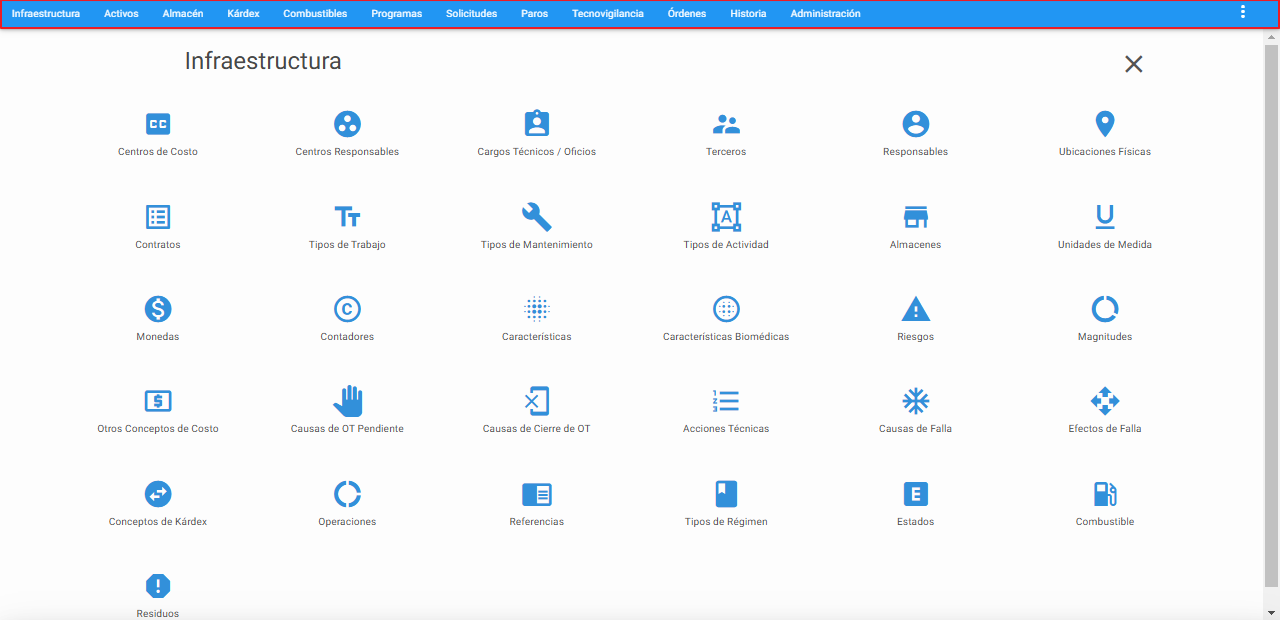 Infraestructura Activos Almacén Kárdex Combustibles Programas Solicitudes Paros Tecnovigilancia Órdenes Historia Administración
Infraestructura
CC
Centros de Costo Centros Responsables Cargos Técnicos / Oficios Terceros Responsables Ubicaciones Físicas
TT A U
Contratos Tipos de Trabajo Tipos de Mantenimiento Tipos de Actividad Almacenes Unidades de Medida
$ C !
Monedas Contadores Características Características Biomédicas Riesgos Magnitudes
$ 1 2 3
Otros Conceptos de Costo Causas de OT Pendiente Causas de Cierre de OT Acciones Técnicas Causas de Falla Efectos de Falla
E
Conceptos de Kárdex Operaciones Referencias Tipos de Régimen Estados Combustible
!
Residuos